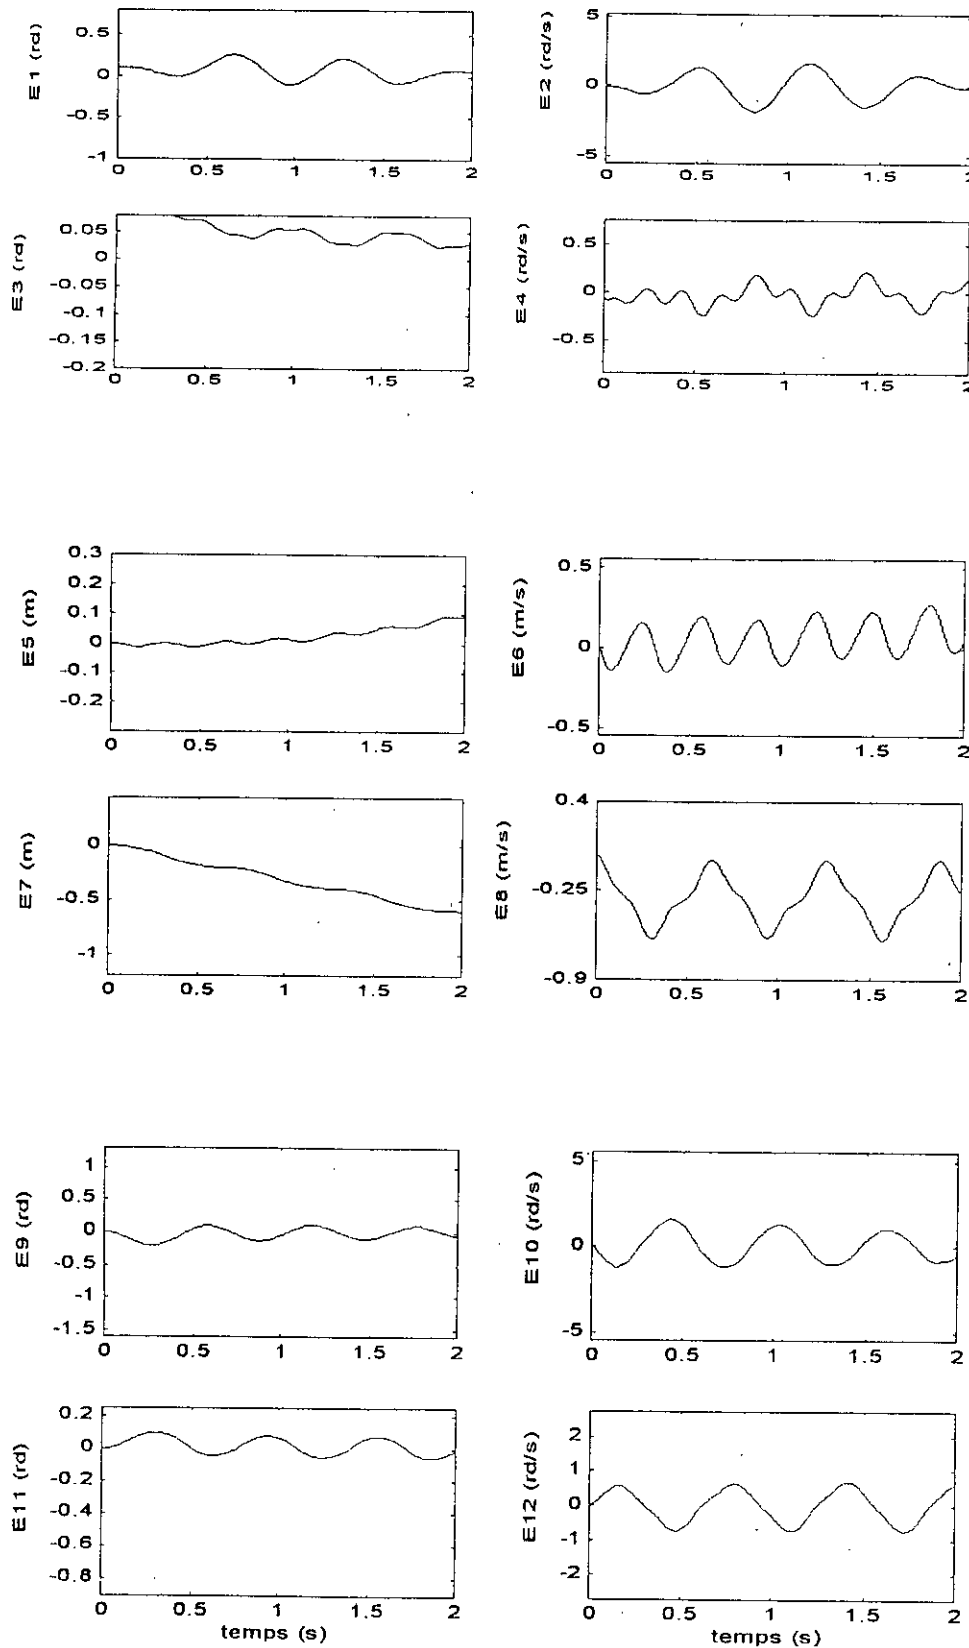 E1 (rd)
0.5
0
-0.5
-1
0 0.5 1 1.5 2
E2 (rd/s)
5
0
-5
0 0.5 1 1.5 2
E3 (rd)
0.05
0
-0.05
-0.1
-0.15
-0.2
0 0.5 1 1.5 2
E4 (rd/s)
0.5
0
-0.5
0 0.5 1 1.5 2
E5 (m)
0.3
0.2
0.1
0
-0.1
-0.2
0 0.5 1 1.5 2
E6 (m/s)
0.5
0
-0.5
0 0.5 1 1.5 2
E7 (m)
0
-0.5
-1
0 0.5 1 1.5 2
E8 (m/s)
0.4
-0.25
-0.9
0 0.5 1 1.5 2
E9 (rd)
1
0.5
0
-0.5
-1
-1.5
0 0.5 1 1.5 2
E10 (rd/s)
5
0
-5
0 0.5 1 1.5 2
E11 (rd)
0.2
0
-0.2
-0.4
-0.6
-0.8
0 0.5 1 1.5 2
temps (s)
E12 (rd/s)
2
1
0
-1
-2
0 0.5 1 1.5 2
temps (s)